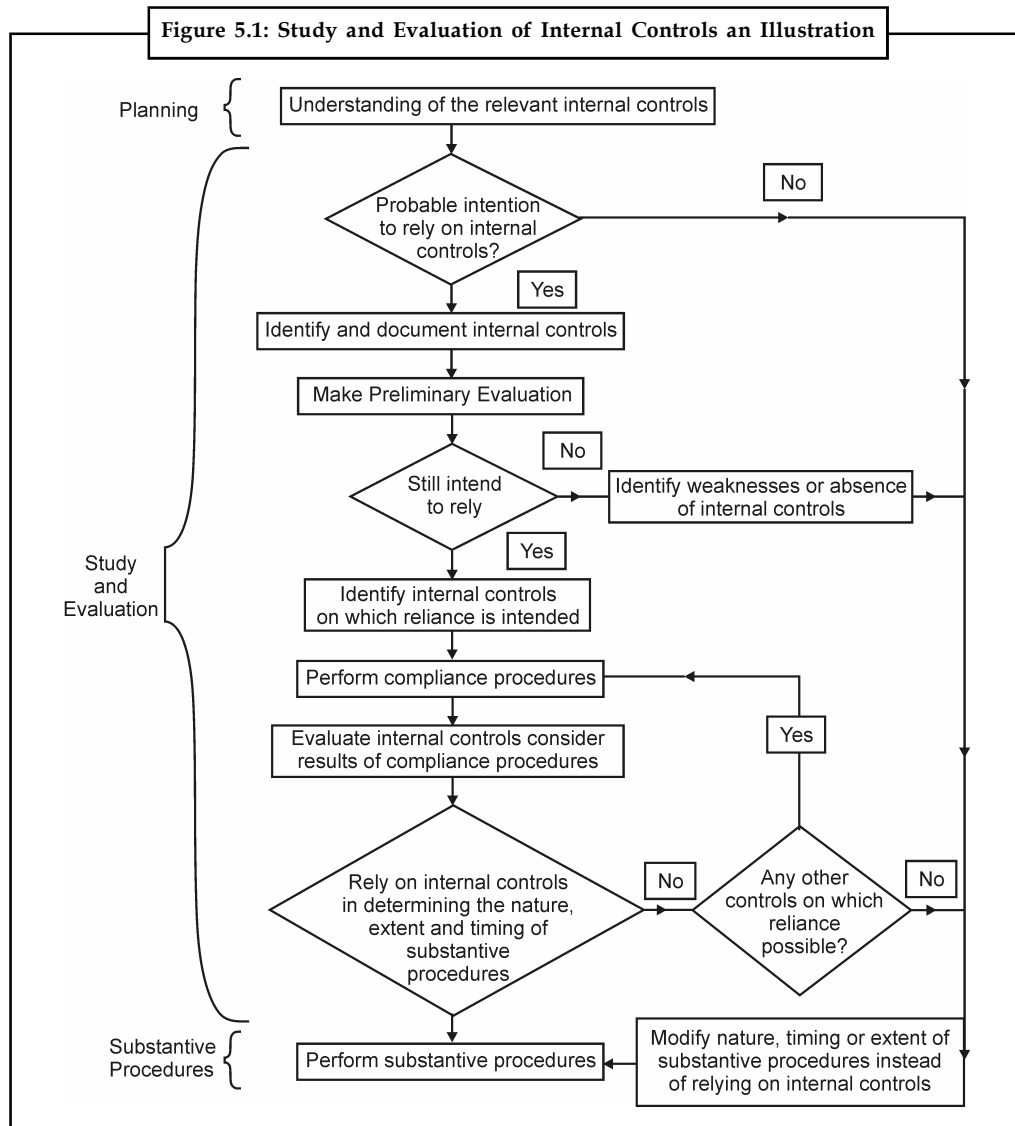 Figure 5.1: Study and Evaluation of Internal Controls an Illustration
Planning
Understanding of the relevant internal controls
No
Probable intention
to rely on internal
controls?
Yes
Identify and document internal controls
Make Preliminary Evaluation
No
Still intend
to rely
Identify weaknesses or absence
of internal controls
Yes
Study
and
Evaluation
Identify internal controls
on which reliance is intended
Perform compliance procedures
Yes
Evaluate internal controls consider
results of compliance procedures
Rely on internal controls
in determining the nature,
extent and timing of
substantive
procedures
No
Any other
controls on which
reliance
possible?
No
Substantive
Procedures
Perform substantive procedures
Modify nature, timing or extent of
substantive procedures instead
of relying on internal controls